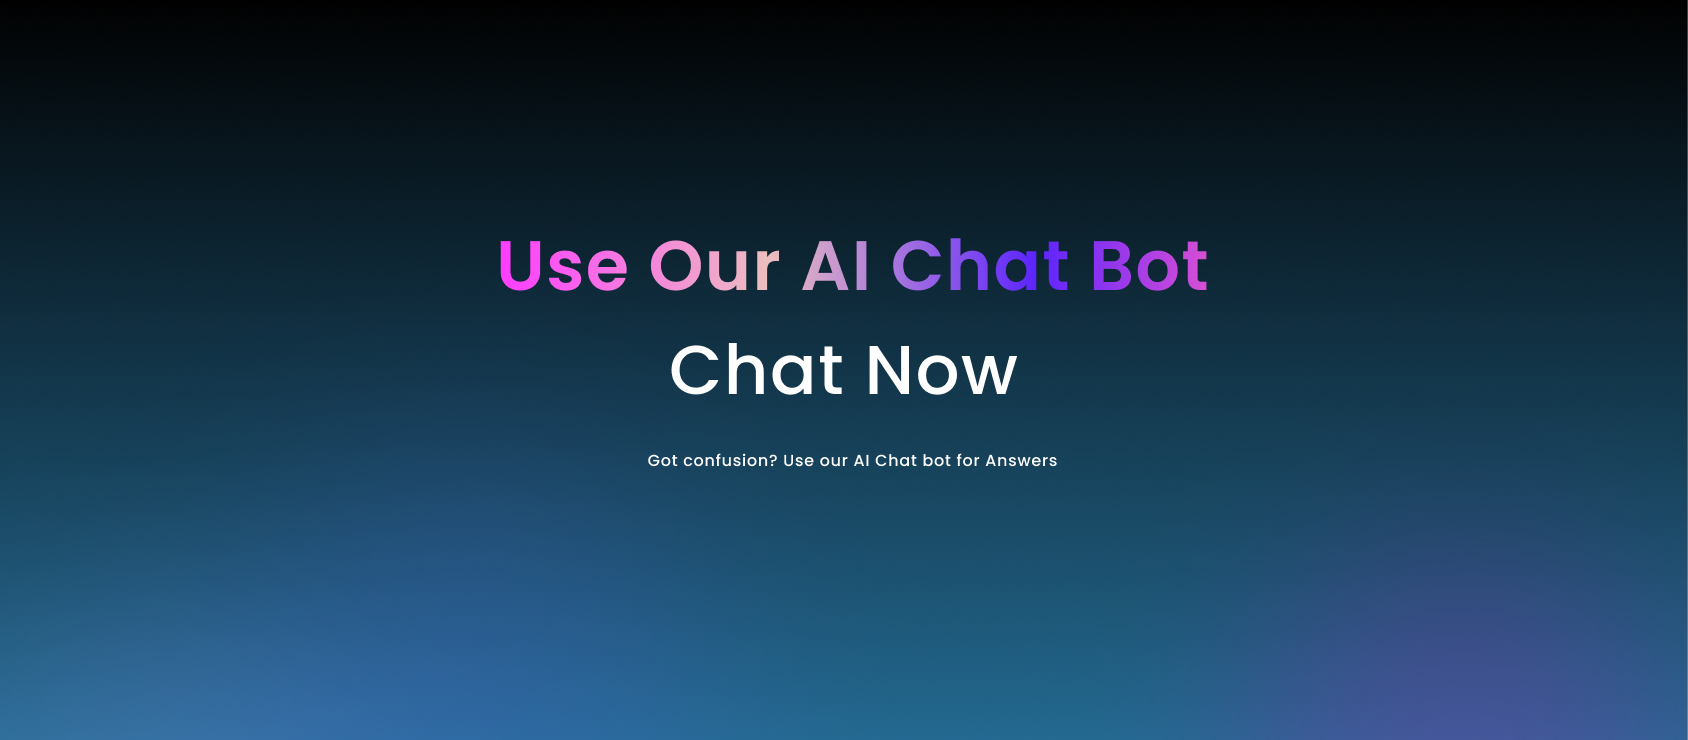 Use Our AI Chat Bot
Chat Now
Got confusion? Use our AI Chat bot for Answers